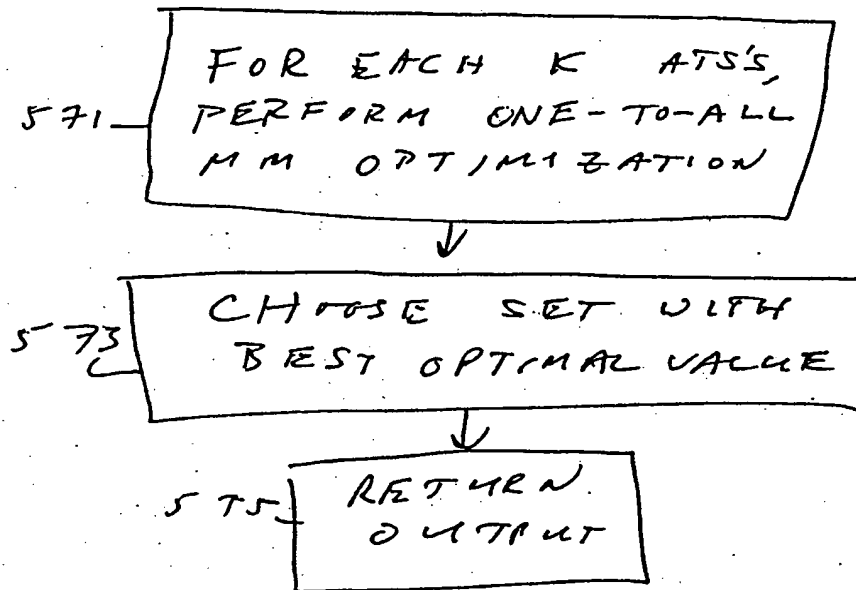 FOR EACH K ATS'S,
571 PERFORM ONE-TO-ALL
MM OPTIMIZATION
CHOOSE SET WITH
573 BEST OPTIMAL VALUE
575 RETURN
OUTPUT